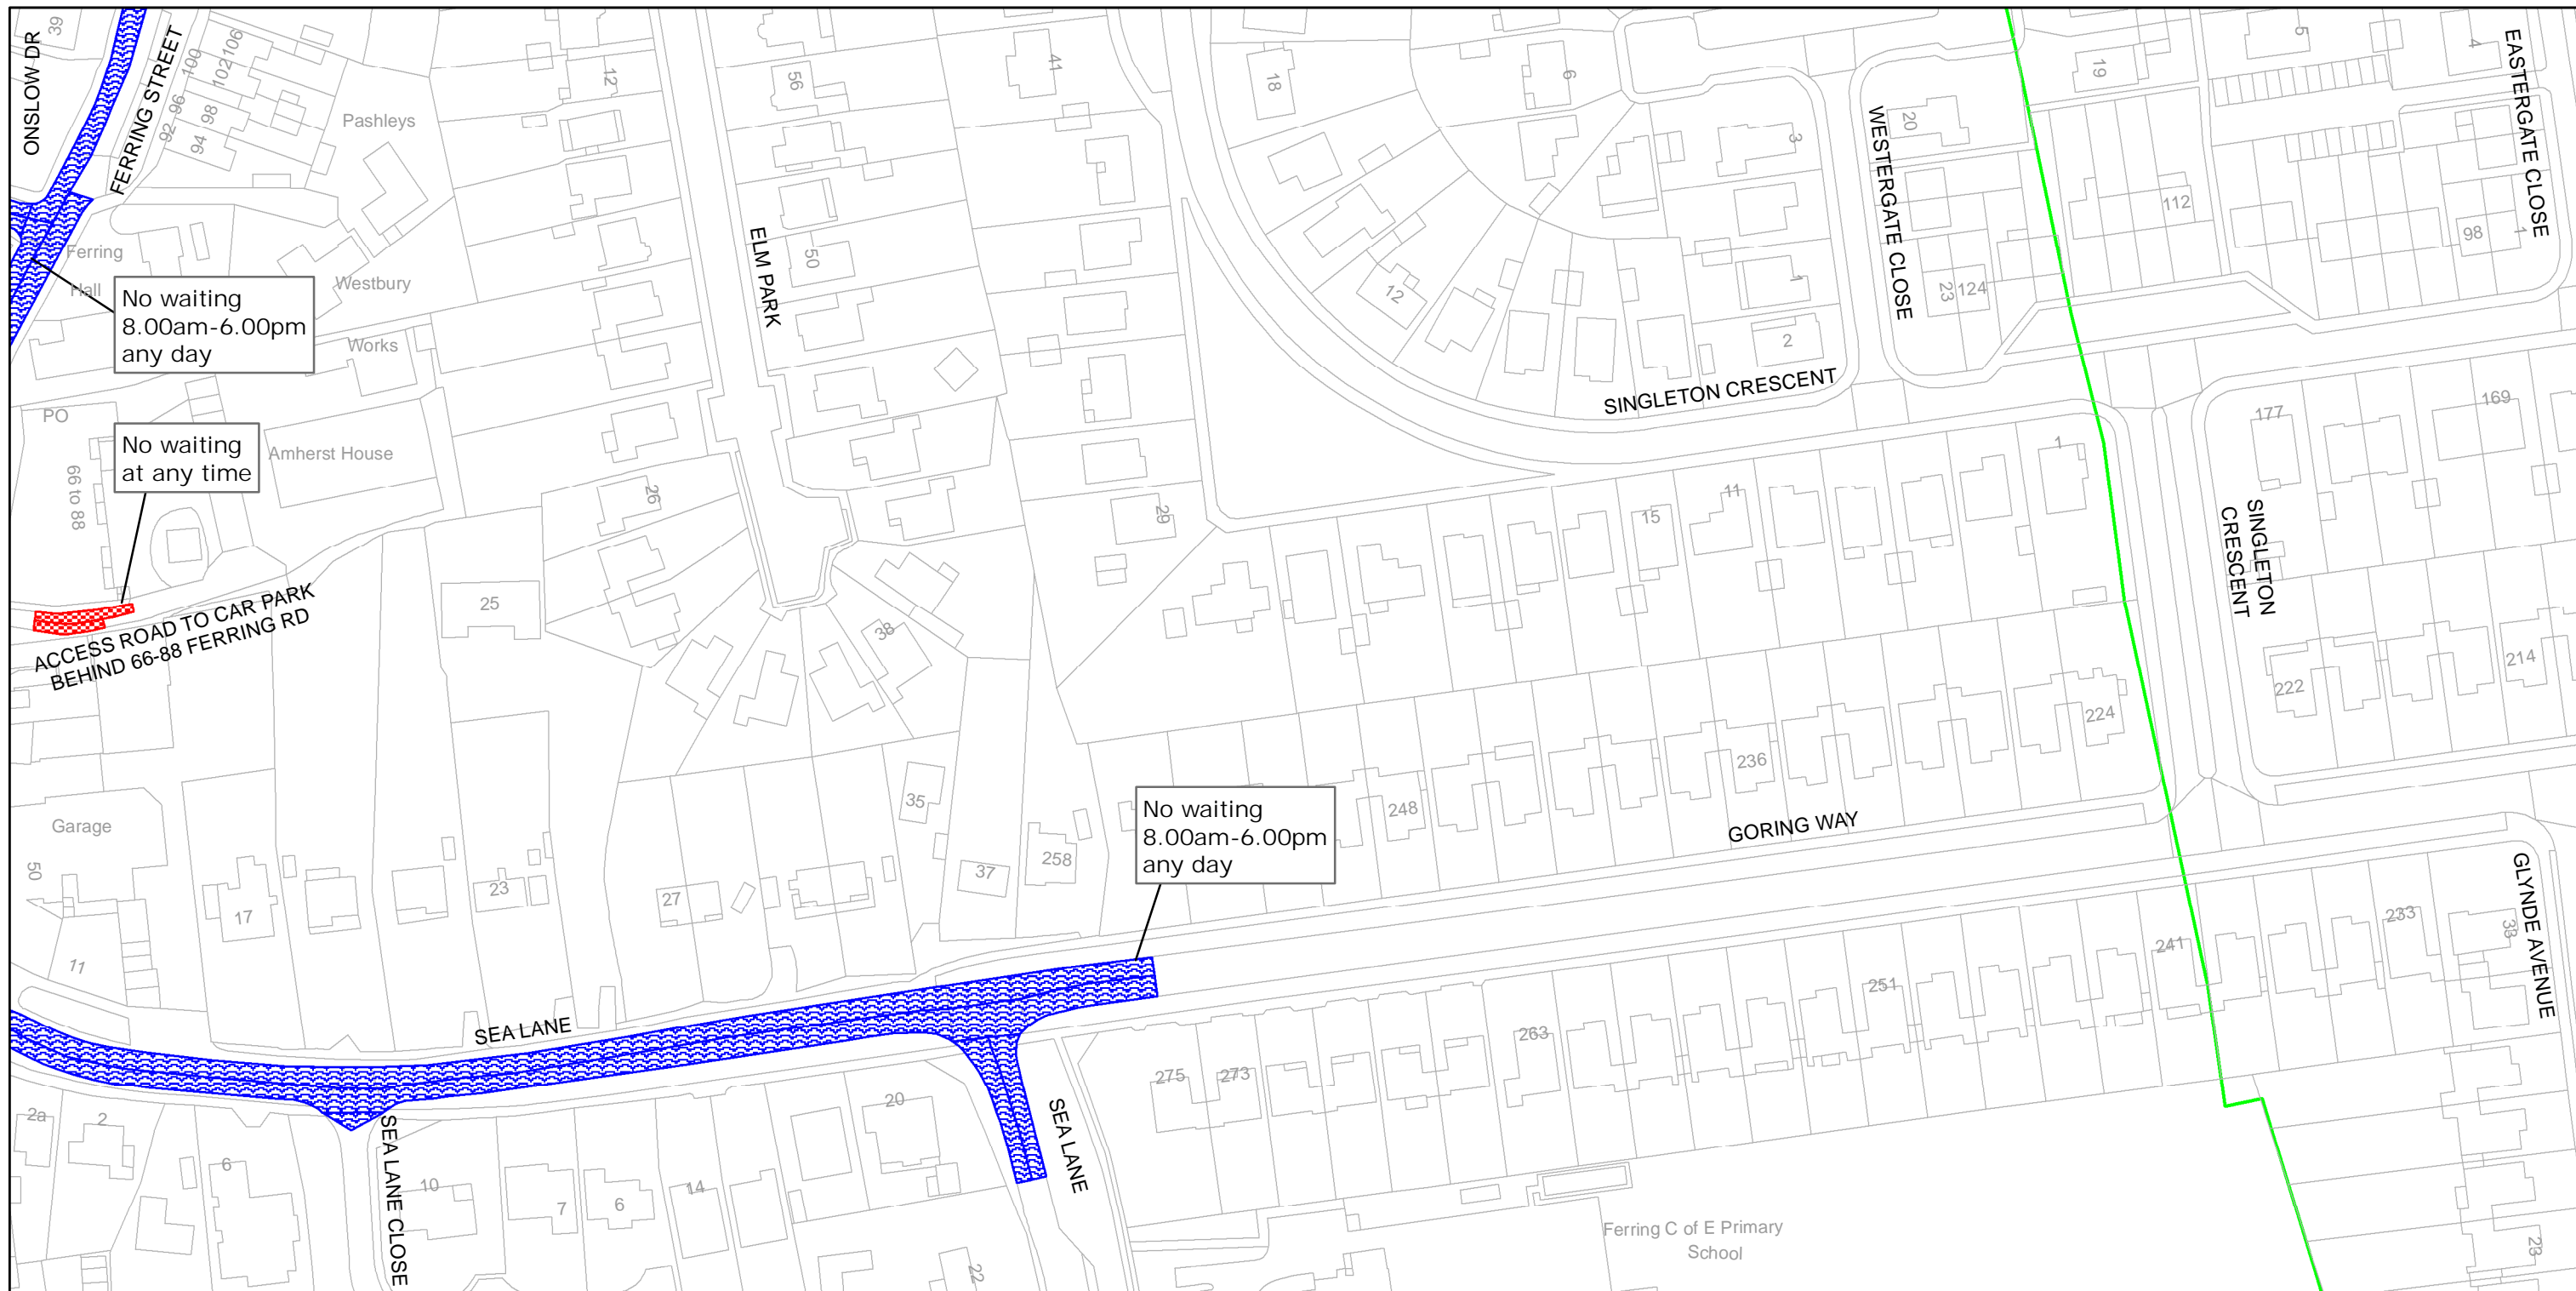 39
ONSLOW DR
FERRING STREET
100
106
102
96
98
92
94
Pashleys
12
56
41
18
6
3
20
19
5
4
EASTERGATE CLOSE
WESTERGATE CLOSE
112
98
1
Ferring
Hall
Westbury
No waiting
8.00am-6.00pm
any day
ELM PARK
50
12
1
2
23
124
Works
SINGLETON CRESCENT
PO
66 to 88
No waiting
at any time
Amherst House
26
29
15
11
1
177
169
SINGLETON
CRESCENT
ACCESS ROAD TO CAR PARK
BEHIND 66-88 FERRING RD
25
38
222
214
224
236
248
No waiting
8.00am-6.00pm
any day
GORING WAY
Garage
50
11
17
23
27
35
37
258
GLYNDE AVENUE
33
233
241
251
263
273
275
SEA LANE
SEA LANE
SEA LANE CLOSE
2a
2
6
10
7
6
14
20
22
Ferring C of E Primary
School
23